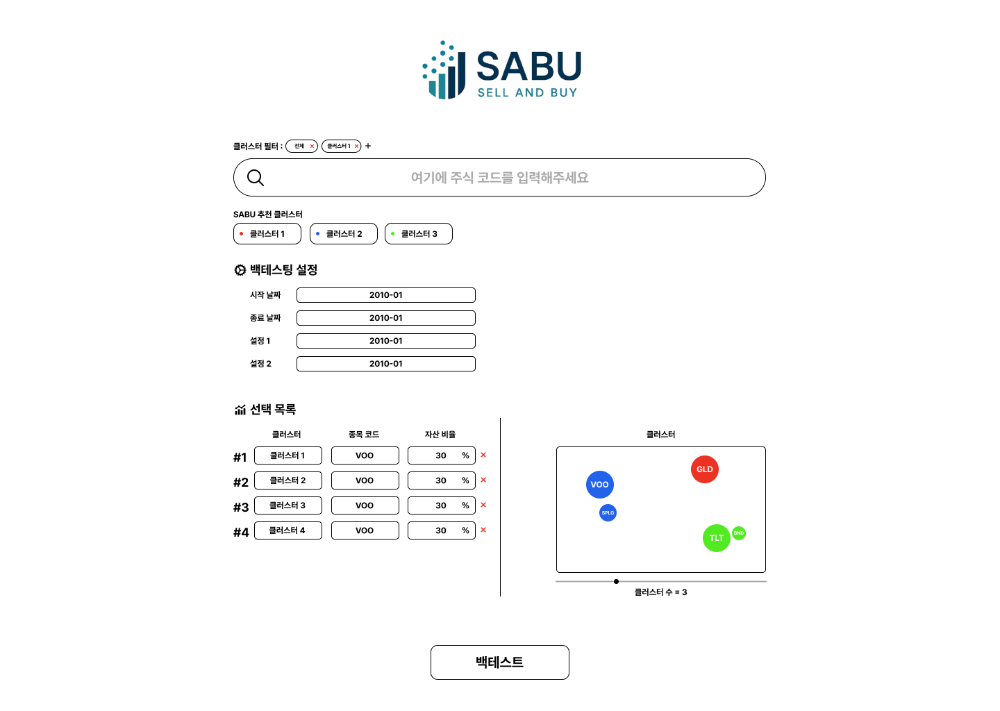 SABU
SELL AND BUY
클러스터 필터 : 전체 × 클러스터 1 × +
여기에 주식 코드를 입력해주세요
SABU 추천 클러스터
클러스터 1 클러스터 2 클러스터 3
백테스팅 설정
시작 날짜 2010-01
종료 날짜 2010-01
설정 1 2010-01
설정 2 2010-01
선택 목록
클러스터 종목 코드 자산 비율
#1 클러스터 1 VOO 30 % ×
#2 클러스터 2 VOO 30 % ×
#3 클러스터 3 VOO 30 % ×
#4 클러스터 4 VOO 30 % ×
클러스터
GLD
VOO
SPLG
TLT BND
클러스터 수 = 3
백테스트